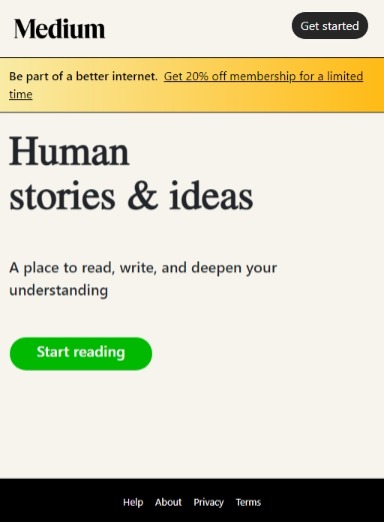 Medium
Get started
Be part of a better internet. Get 20% off membership for a limited
time
Human
stories & ideas
A place to read, write, and deepen your
understanding
Start reading
Help About Privacy Terms